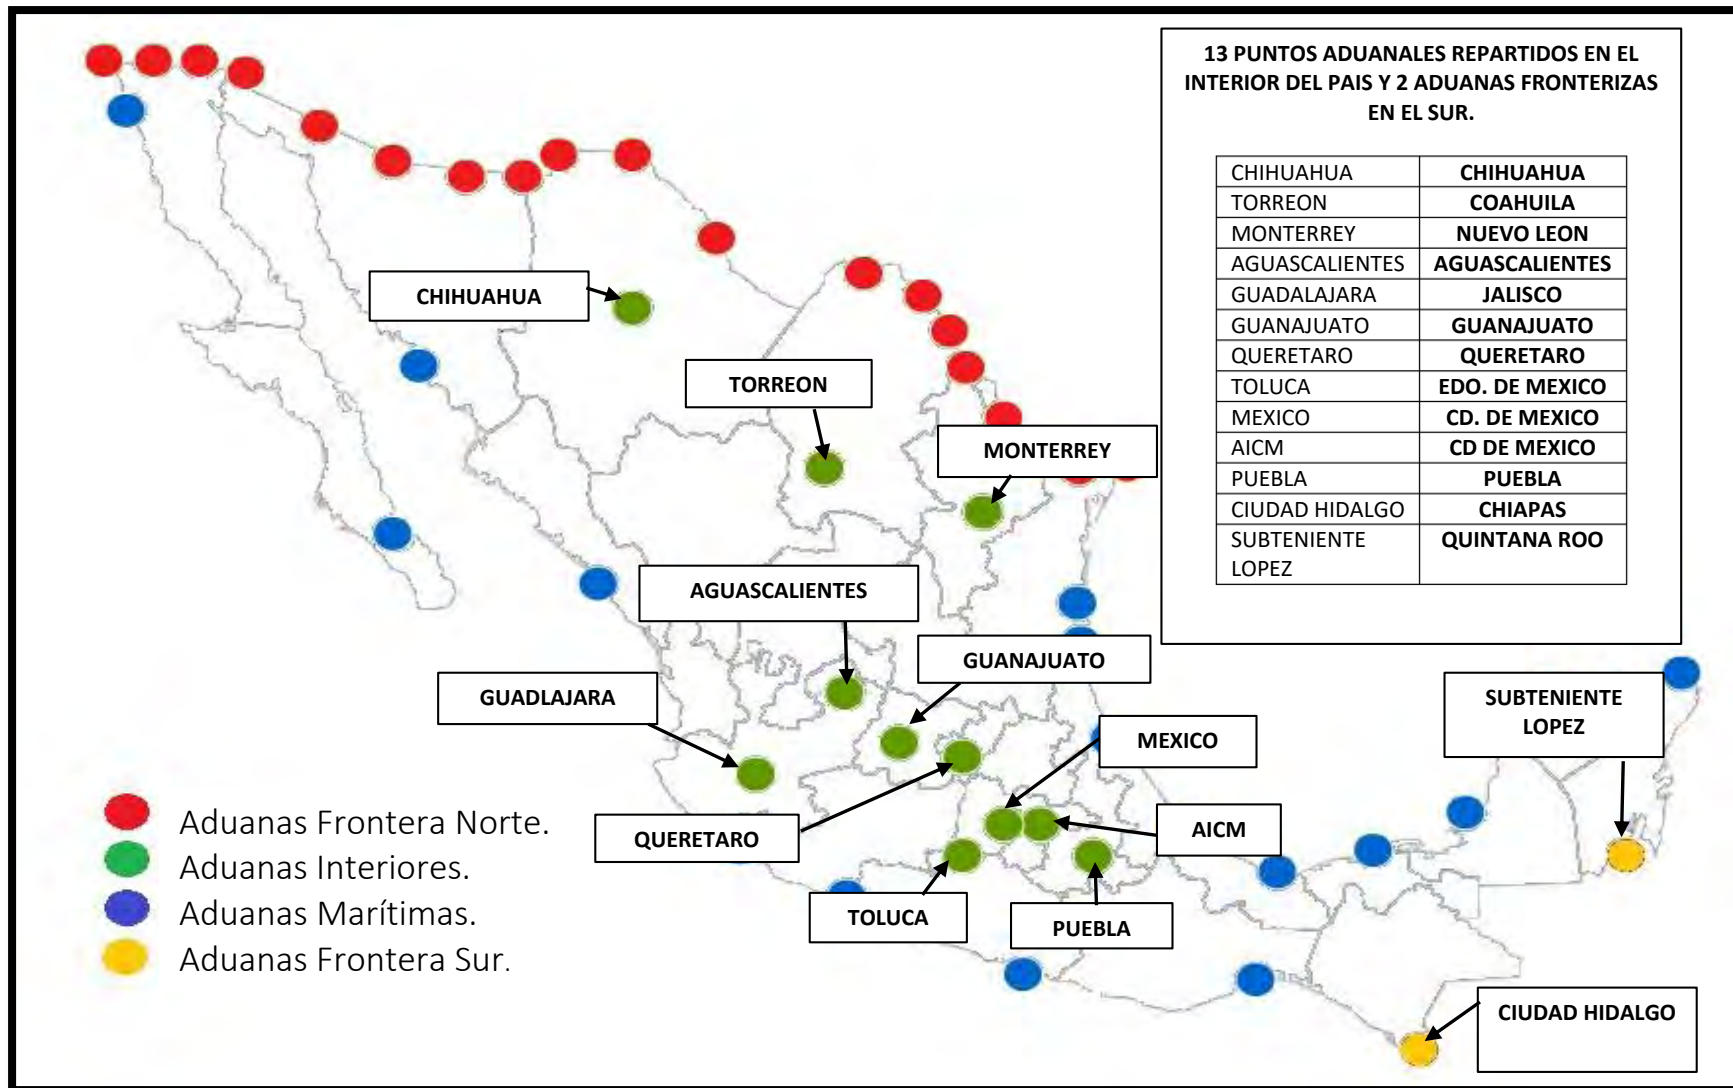 13 PUNTOS ADUANALES REPARTIDOS EN EL
INTERIOR DEL PAIS Y 2 ADUANAS FRONTERIZAS
EN EL SUR.
CHIHUAHUA CHIHUAHUA
TORREON COAHUILA
MONTERREY NUEVO LEON
AGUASCALIENTES AGUASCALIENTES
GUADALAJARA JALISCO
GUANAJUATO GUANAJUATO
QUERETARO QUERETARO
TOLUCA EDO. DE MEXICO
MEXICO CD. DE MEXICO
AICM CD DE MEXICO
PUEBLA PUEBLA
CIUDAD HIDALGO CHIAPAS
SUBTENIENTE QUINTANA ROO
LOPEZ
CHIHUAHUA
TORREON
MONTERREY
AGUASCALIENTES
GUANAJUATO
GUADLAJARA
SUBTENIENTE
LOPEZ
MEXICO
QUERETARO
AICM
TOLUCA
PUEBLA
CIUDAD HIDALGO
Aduanas Frontera Norte.
Aduanas Interiores.
Aduanas Marítimas.
Aduanas Frontera Sur.